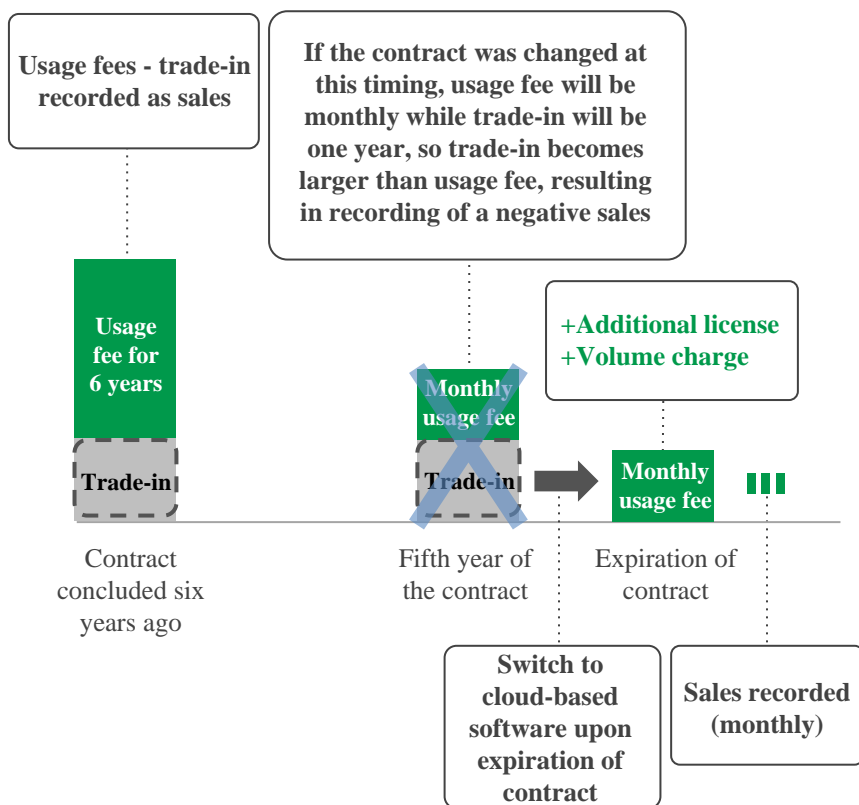 Usage fees - trade-in
recorded as sales
If the contract was changed at
this timing, usage fee will be
monthly while trade-in will be
one year, so trade-in becomes
larger than usage fee, resulting
in recording of a negative sales
Usage
fee for
6 years
Trade-in
Monthly
usage fee
Trade-in
+Additional license
+Volume charge
Monthly
usage fee
Contract
concluded six
years ago
Fifth year of
the contract
Expiration of
contract
Switch to
cloud-based
software upon
expiration of
contract
Sales recorded
(monthly)